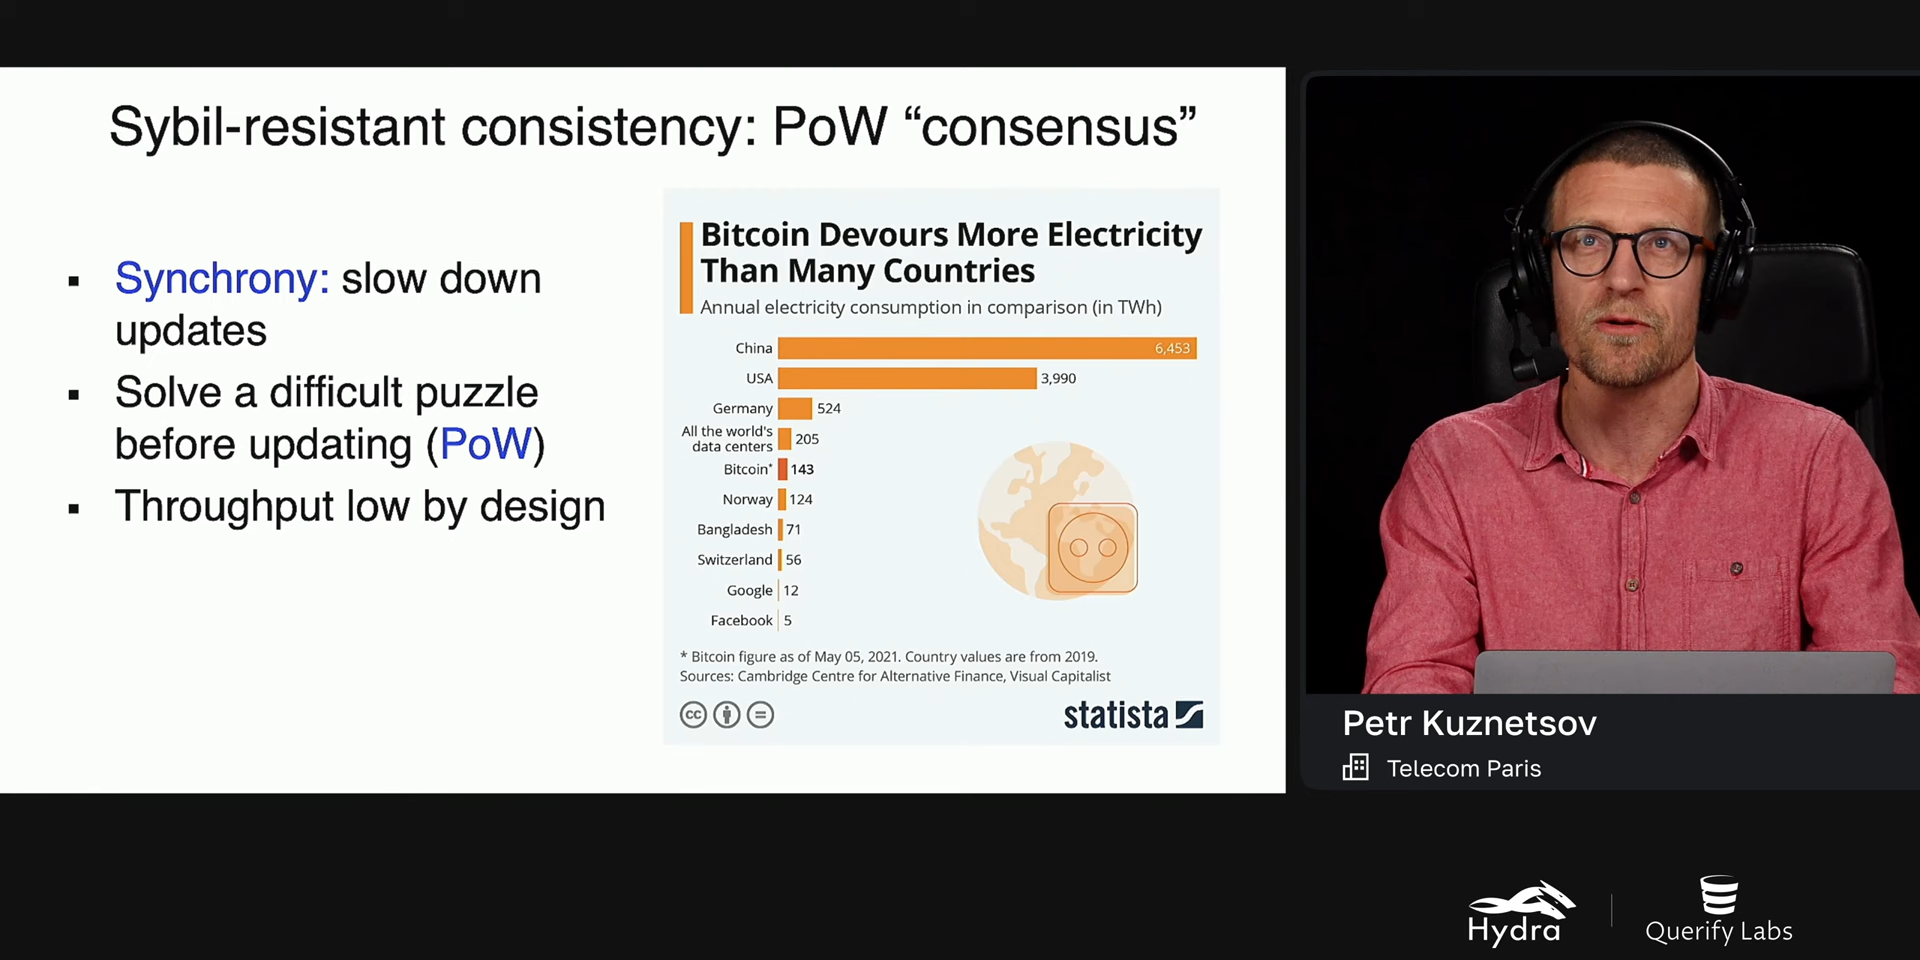 Sybil-resistant consistency: PoW “consensus”
▪ Synchrony: slow down
updates
▪ Solve a difficult puzzle
before updating (PoW)
▪ Throughput low by design
Bitcoin Devours More Electricity
Than Many Countries
Annual electricity consumption in comparison (in TWh)
China 6,453
USA 3,990
Germany 524
All the world's
data centers 205
Bitcoin* 143
Norway 124
Bangladesh 71
Switzerland 56
Google 12
Facebook 5
* Bitcoin figure as of May 05, 2021. Country values are from 2019.
Sources: Cambridge Centre for Alternative Finance, Visual Capitalist
cc
statista
Petr Kuznetsov
Telecom Paris
Hydra
Querify Labs